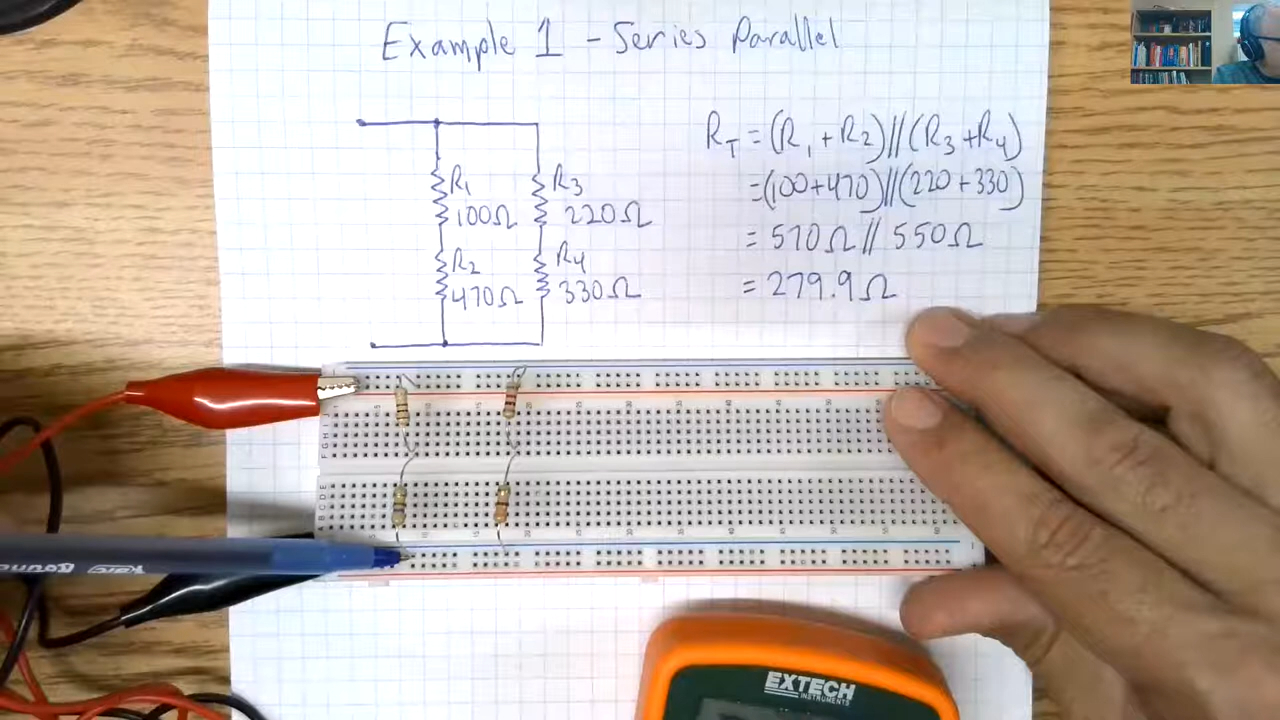 Example 1 - Series Parallel
R₁
100Ω
R₂
470Ω
R₃
220Ω
R₄
330Ω
R_T = (R₁ + R₂)//(R₃ + R₄)
= (100+470)//(220+330)
= 570Ω // 550Ω
= 279.9Ω
EXTECH
INSTRUMENTS